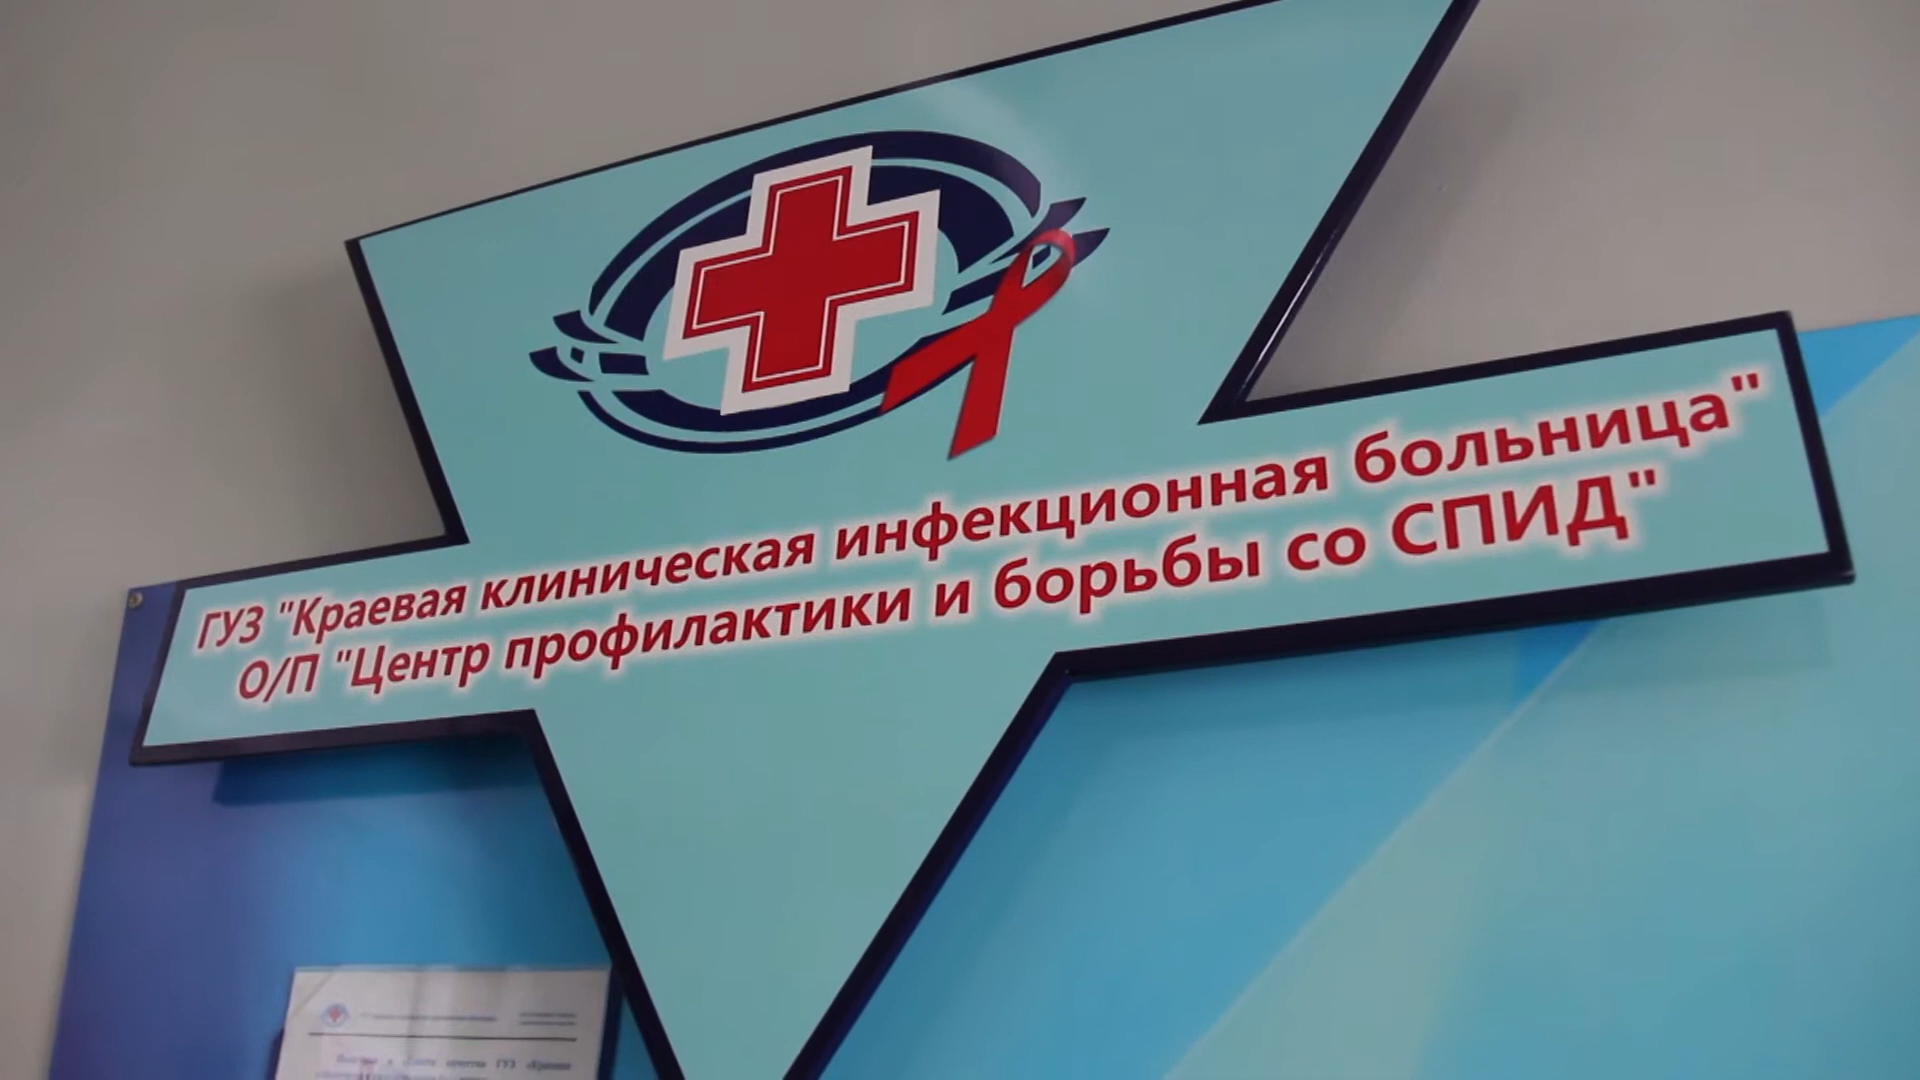 ГУЗ "Краевая клиническая инфекционная больница"
О/П "Центр профилактики и борьбы со СПИД"